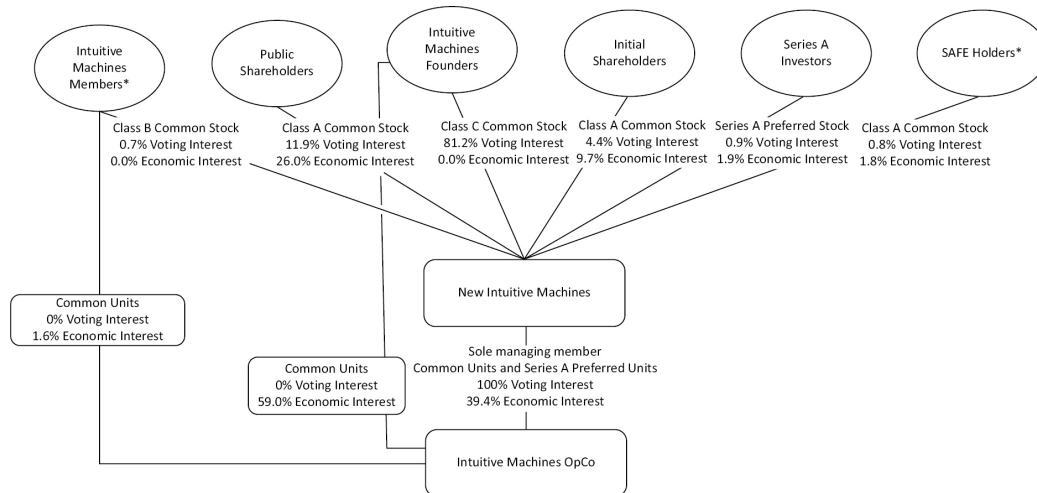 Intuitive
Machines
Members*
Public
Shareholders
Intuitive
Machines
Founders
Initial
Shareholders
Series A
Investors
SAFE Holders*
Class B Common Stock
0.7% Voting Interest
0.0% Economic Interest
Class A Common Stock
11.9% Voting Interest
26.0% Economic Interest
Class C Common Stock
81.2% Voting Interest
0.0% Economic Interest
Class A Common Stock
4.4% Voting Interest
9.7% Economic Interest
Series A Preferred Stock
0.9% Voting Interest
1.9% Economic Interest
Class A Common Stock
0.8% Voting Interest
1.8% Economic Interest
New Intuitive Machines
Common Units
0% Voting Interest
1.6% Economic Interest
Common Units
0% Voting Interest
59.0% Economic Interest
Sole managing member
Common Units and Series A Preferred Units
100% Voting Interest
39.4% Economic Interest
Intuitive Machines OpCo